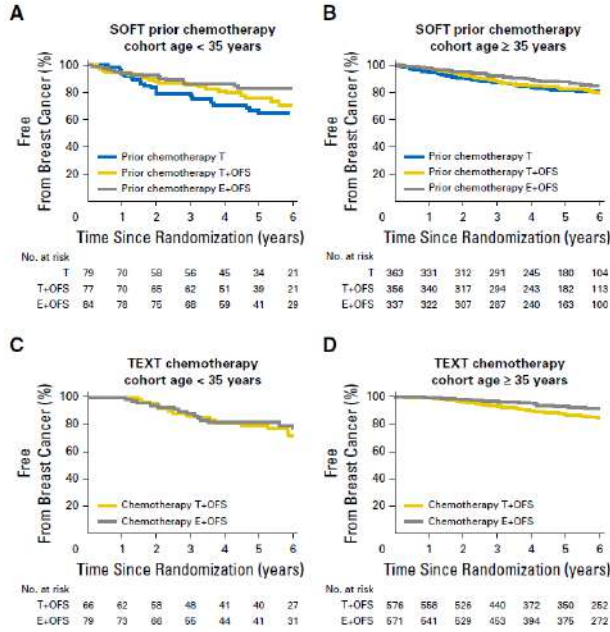 A
SOFT prior chemotherapy
cohort age < 35 years
Free
From Breast Cancer (%)
100
80
60
40
20
Prior chemotherapy T
Prior chemotherapy T+OFS
Prior chemotherapy E+OFS
0 1 2 3 4 5 6
Time Since Randomization (years)
No. at risk
T 79 70 58 56 45 34 21
T+OFS 77 70 65 62 51 39 21
E+OFS 84 78 75 68 59 41 29
B
SOFT prior chemotherapy
cohort age ≥ 35 years
Free
From Breast Cancer (%)
100
80
60
40
20
Prior chemotherapy T
Prior chemotherapy T+OFS
Prior chemotherapy E+OFS
0 1 2 3 4 5 6
Time Since Randomization (years)
No. at risk
T 363 331 312 291 245 180 104
T+OFS 356 340 317 294 243 182 113
E+OFS 337 322 307 287 240 163 100
C
TEXT chemotherapy
cohort age < 35 years
Free
From Breast Cancer (%)
100
80
60
40
20
Chemotherapy T+OFS
Chemotherapy E+OFS
0 1 2 3 4 5 6
Time Since Randomization (years)
No. at risk
T+OFS 66 62 58 48 41 40 27
E+OFS 79 73 66 55 44 41 31
D
TEXT chemotherapy
cohort age ≥ 35 years
Free
From Breast Cancer (%)
100
80
60
40
20
Chemotherapy T+OFS
Chemotherapy E+OFS
0 1 2 3 4 5 6
Time Since Randomization (years)
No. at risk
T+OFS 576 558 526 440 372 350 252
E+OFS 571 541 529 453 394 375 272